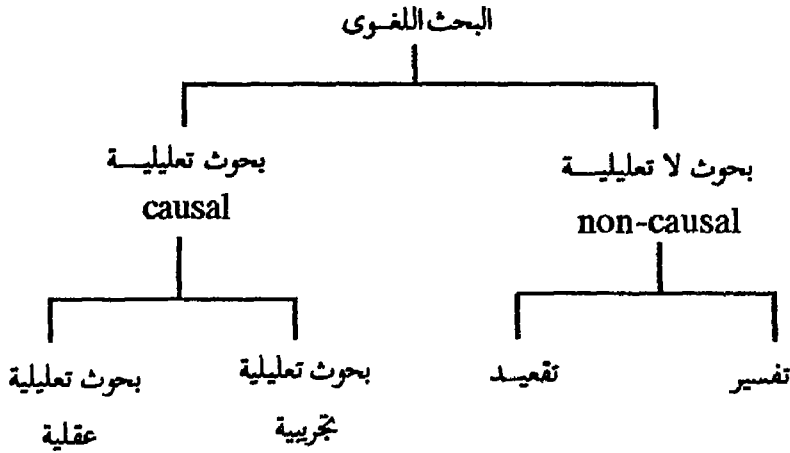 البحث اللغوى
بحوث لا تعليلية
non-causal
بحوث تعليلية
causal
تفسير
تقعيد
بحوث تعليلية
تجريبية
بحوث تعليلية
عقلية